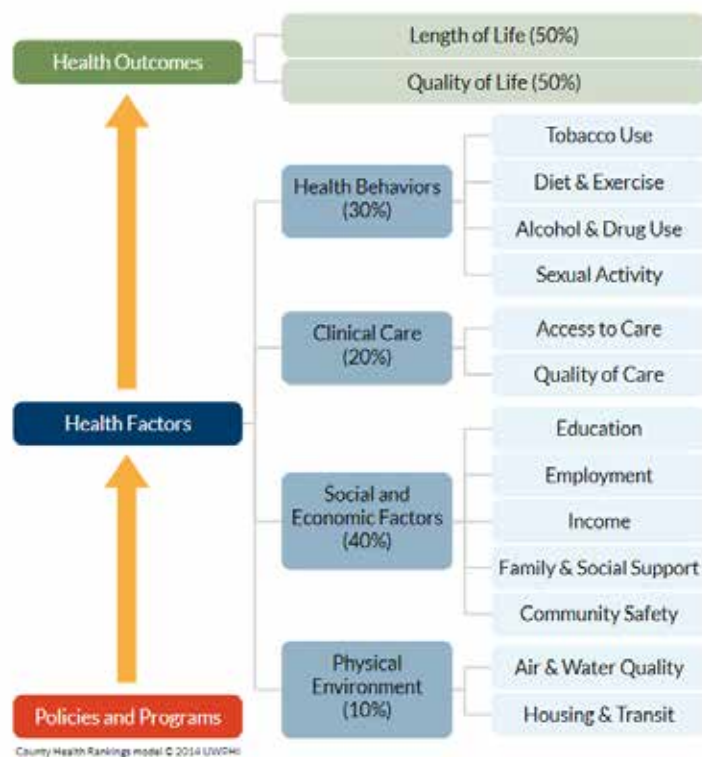 Health Outcomes
Length of Life (50%)
Quality of Life (50%)
Health Behaviors
(30%)
Tobacco Use
Diet & Exercise
Alcohol & Drug Use
Sexual Activity
Clinical Care
(20%)
Access to Care
Quality of Care
Health Factors
Social and
Economic Factors
(40%)
Education
Employment
Income
Family & Social Support
Community Safety
Physical
Environment
(10%)
Air & Water Quality
Housing & Transit
Policies and Programs
County Health Rankings model © 2014 UWPHI